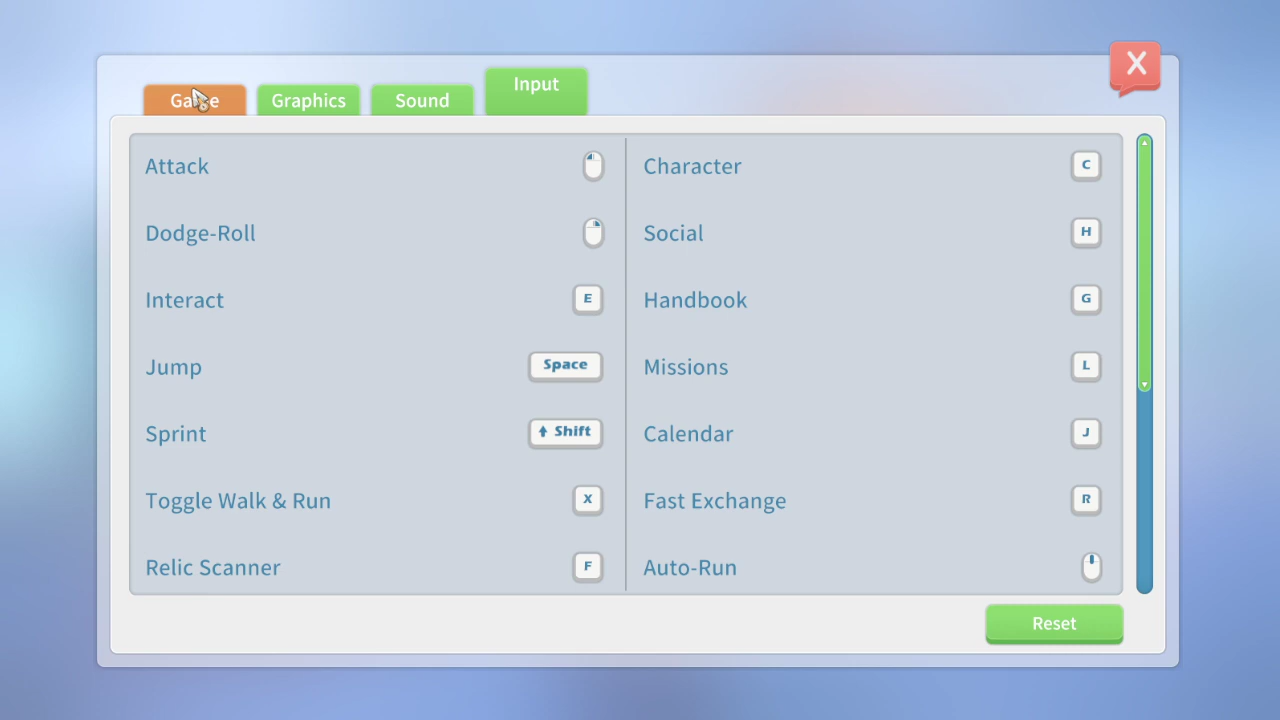 Game Graphics Sound Input X
Attack
Dodge-Roll
Interact E
Jump Space
Sprint Shift
Toggle Walk & Run X
Relic Scanner F
Character C
Social H
Handbook G
Missions L
Calendar J
Fast Exchange R
Auto-Run
Reset